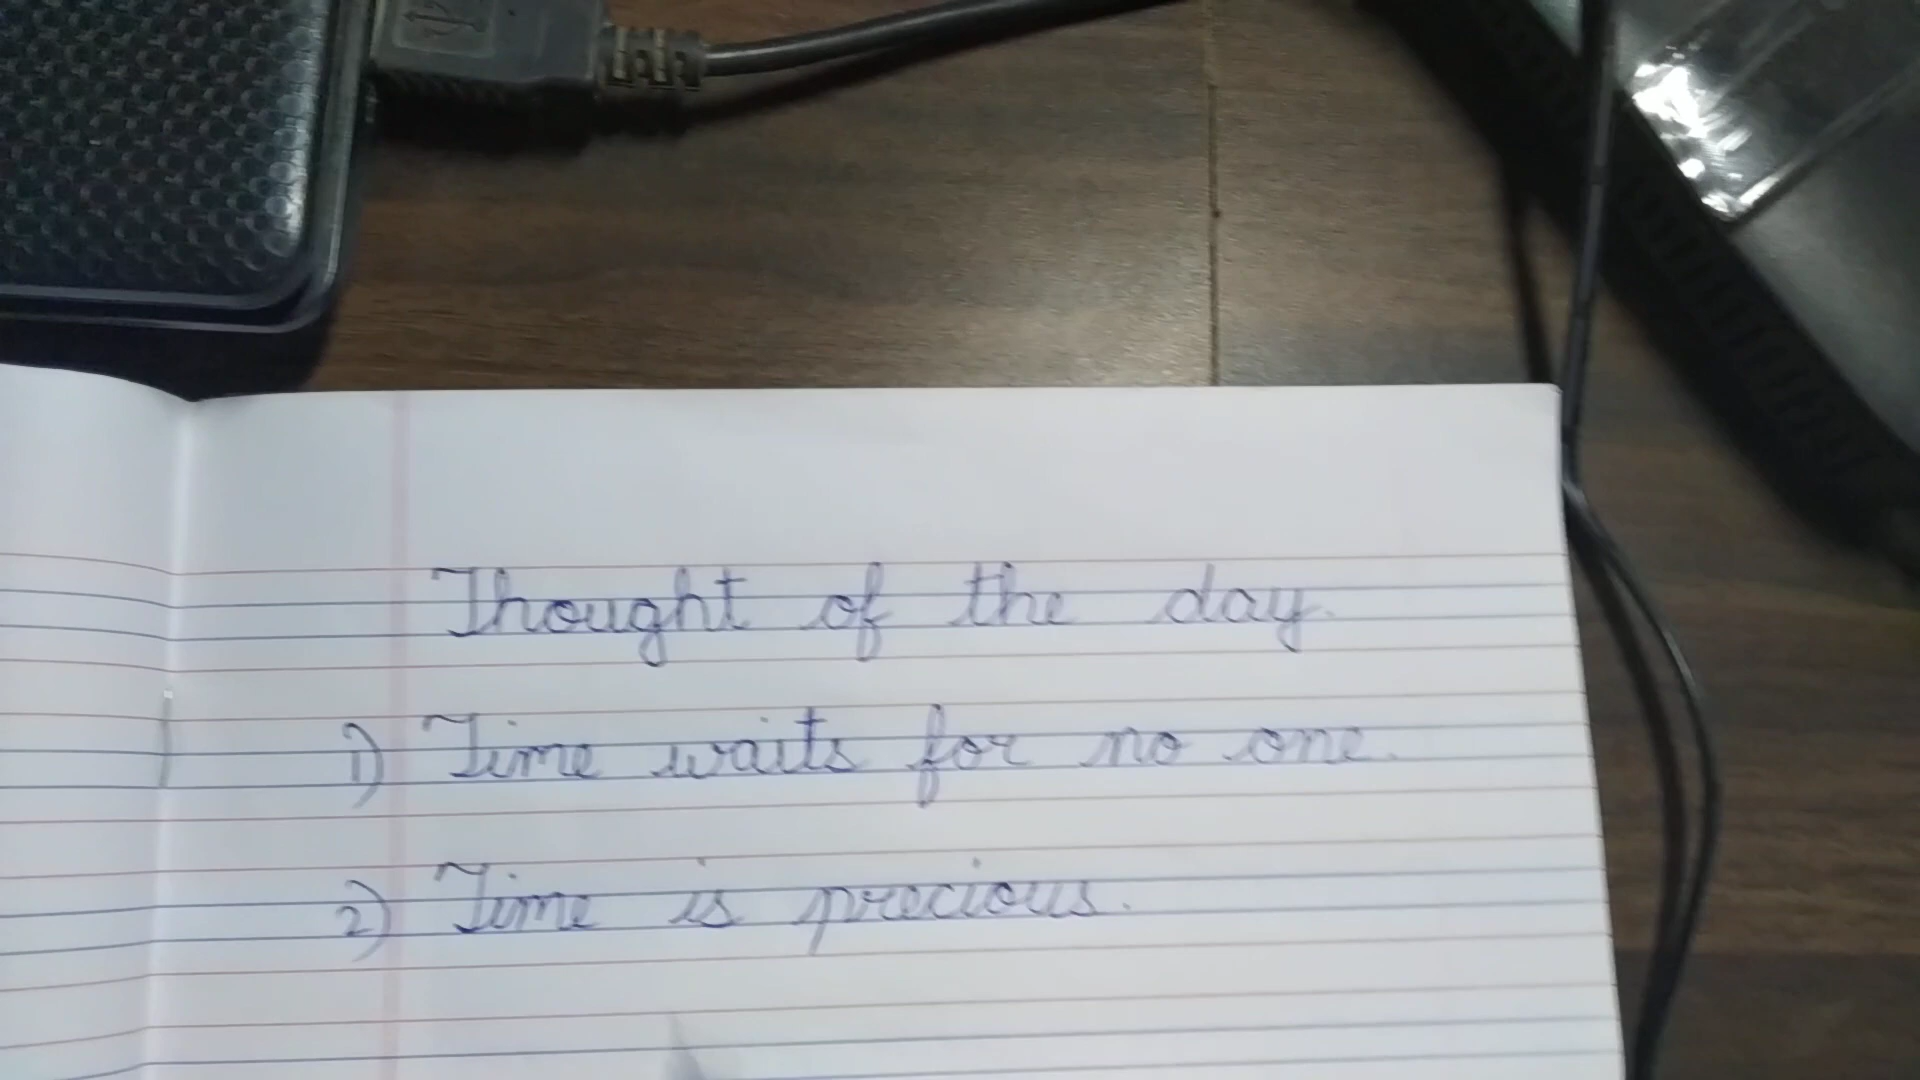 Thought of the day.
1) Time waits for no one.
2) Time is precious.